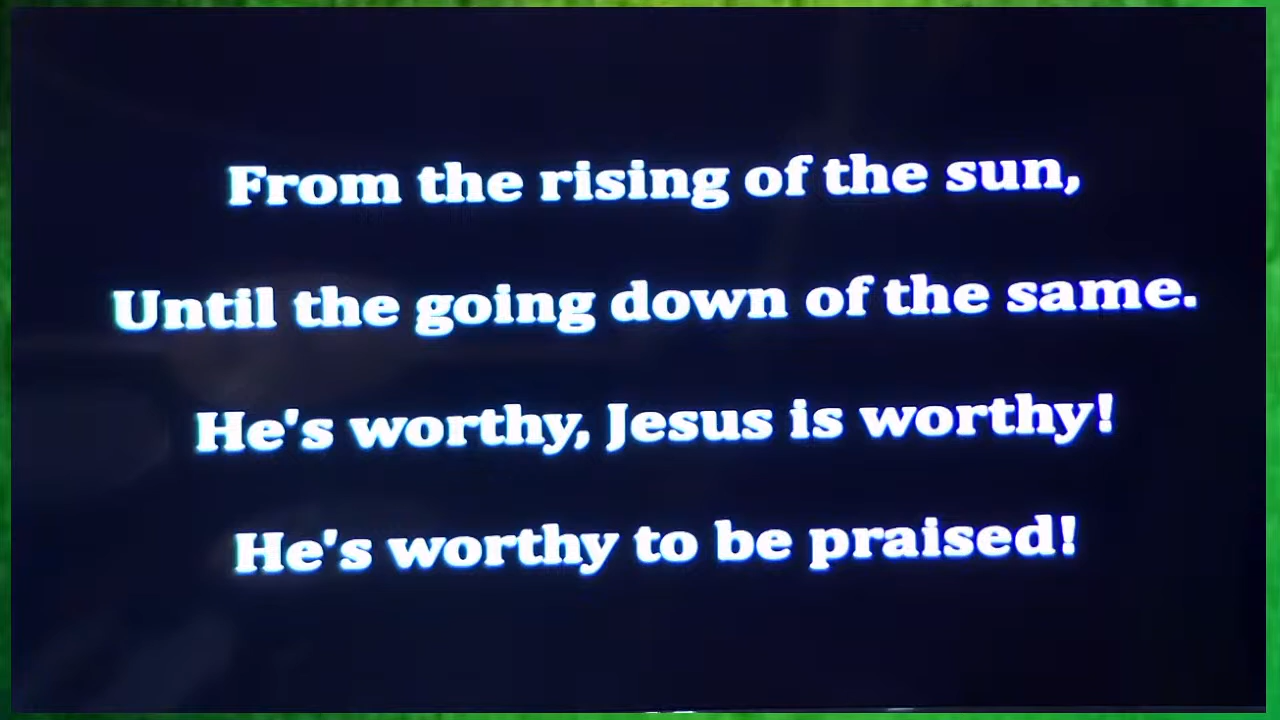 From the rising of the sun,
Until the going down of the same.
He's worthy, Jesus is worthy!
He's worthy to be praised!